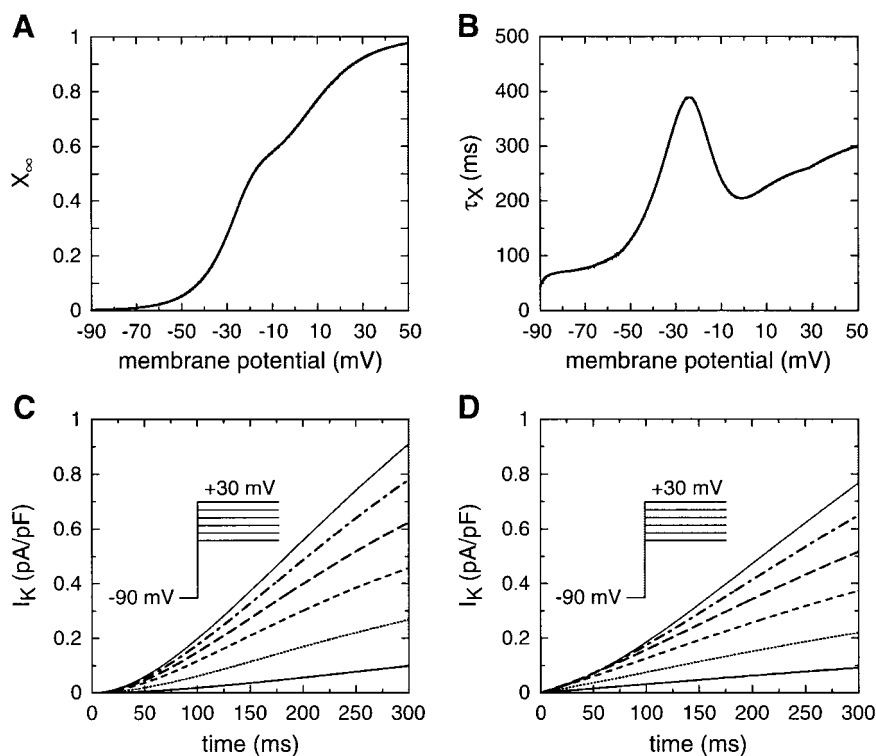 A
1
0.8
0.6
0.4
0.2
0
X∞
-90 -70 -50 -30 -10 10 30 50
membrane potential (mV)
B
500
400
300
200
100
0
τX (ms)
-90 -70 -50 -30 -10 10 30 50
membrane potential (mV)
C
1
0.8
0.6
0.4
0.2
0
IK (pA/pF)
+30 mV
-90 mV
0 50 100 150 200 250 300
time (ms)
D
1
0.8
0.6
0.4
0.2
0
IK (pA/pF)
+30 mV
-90 mV
0 50 100 150 200 250 300
time (ms)